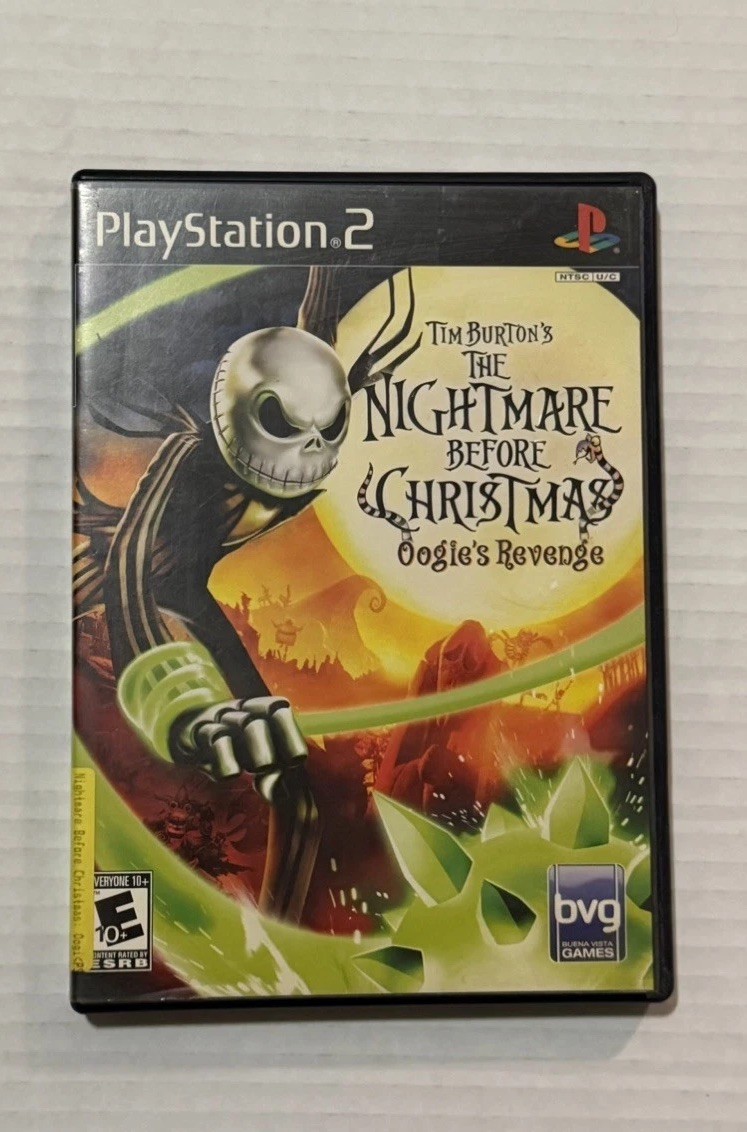 PlayStation®2
NTSC U/C
TIM BURTON'S
THE
NIGHTMARE
BEFORE
CHRISTMAS
Oogie's Revenge
Nightmare Before Christmas:
EVERYONE 10+
E
10+
CONTENT RATED BY
ESRB
bvg
BUENA VISTA
GAMES